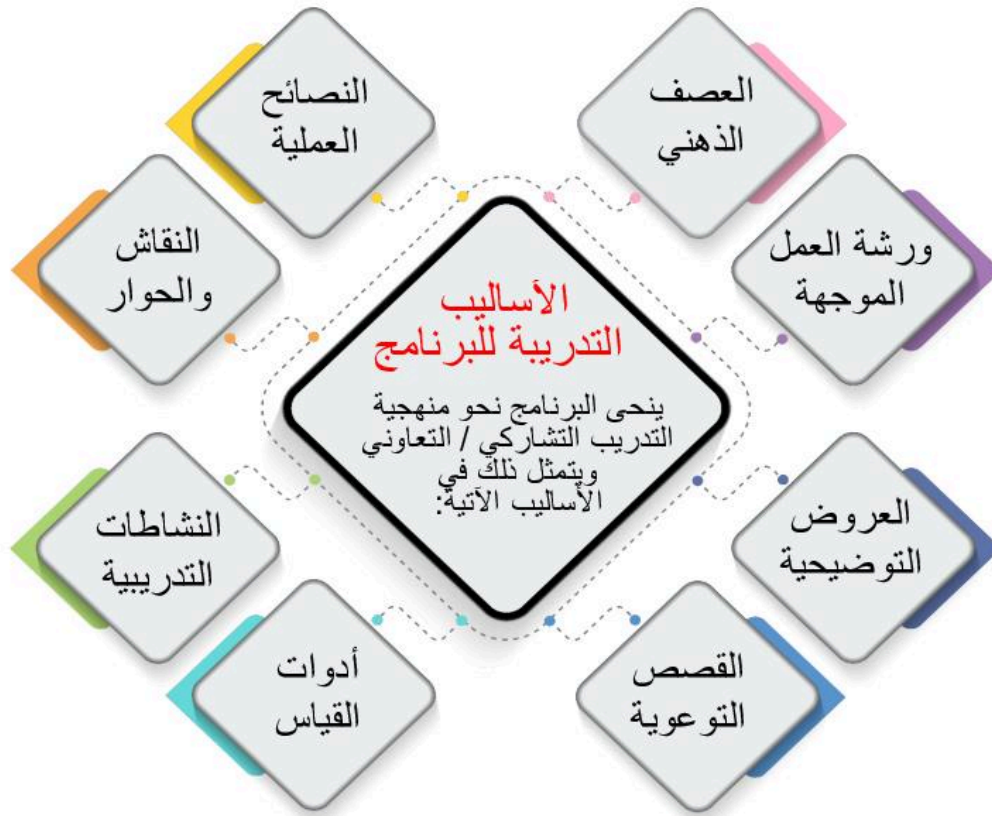 الأساليب
التدريبة للبرنامج
ينحى البرنامج نحو منهجية
التدريب التشاركي / التعاوني
ويتمثل ذلك في
الأساليب الآتية:
العصف
الذهني
ورشة العمل
الموجهة
العروض
التوضيحية
القصص
التوعوية
أدوات
القياس
النشاطات
التدريبية
النقاش
والحوار
النصائح
العملية